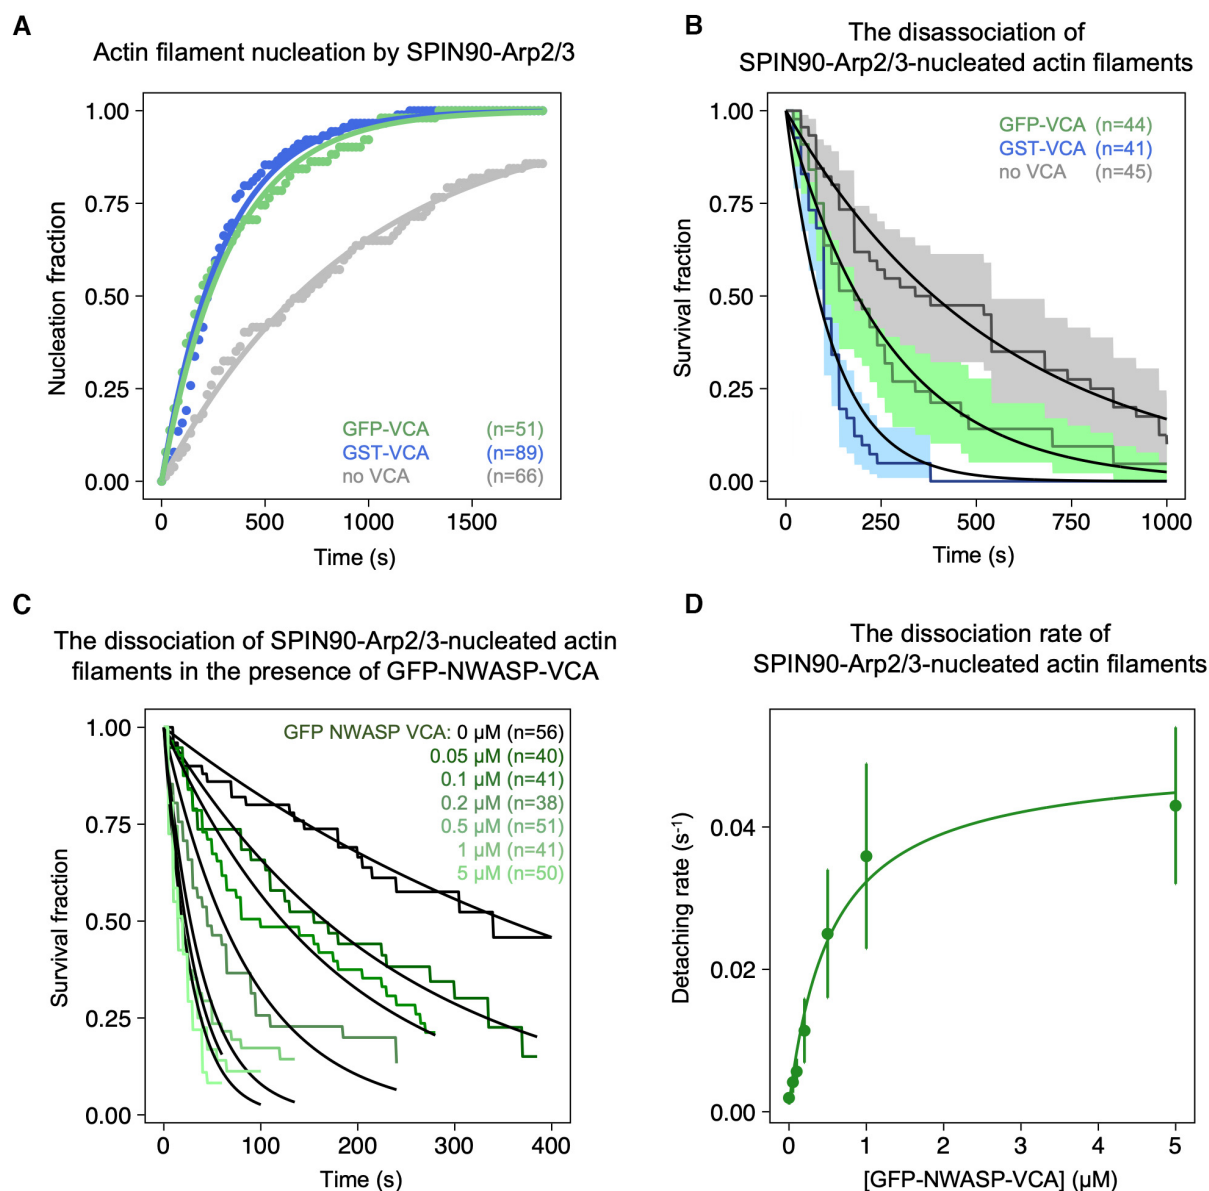 A
Actin filament nucleation by SPIN90-Arp2/3
Nucleation fraction
1.00
0.75
0.50
0.25
0.00
GFP-VCA (n=51)
GST-VCA (n=89)
no VCA (n=66)
0 500 1000 1500
Time (s)
B
The disassociation of
SPIN90-Arp2/3-nucleated actin filaments
Survival fraction
1.00
0.75
0.50
0.25
0.00
GFP-VCA (n=44)
GST-VCA (n=41)
no VCA (n=45)
0 250 500 750 1000
Time (s)
C
The dissociation of SPIN90-Arp2/3-nucleated actin
filaments in the presence of GFP-NWASP-VCA
Survival fraction
1.00
0.75
0.50
0.25
0.00
GFP NWASP VCA: 0 µM (n=56)
0.05 µM (n=40)
0.1 µM (n=41)
0.2 µM (n=38)
0.5 µM (n=51)
1 µM (n=41)
5 µM (n=50)
0 100 200 300 400
Time (s)
D
The dissociation rate of
SPIN90-Arp2/3-nucleated actin filaments
Detaching rate (s⁻¹)
0.04
0.02
0.00
0 1 2 3 4 5
[GFP-NWASP-VCA] (µM)